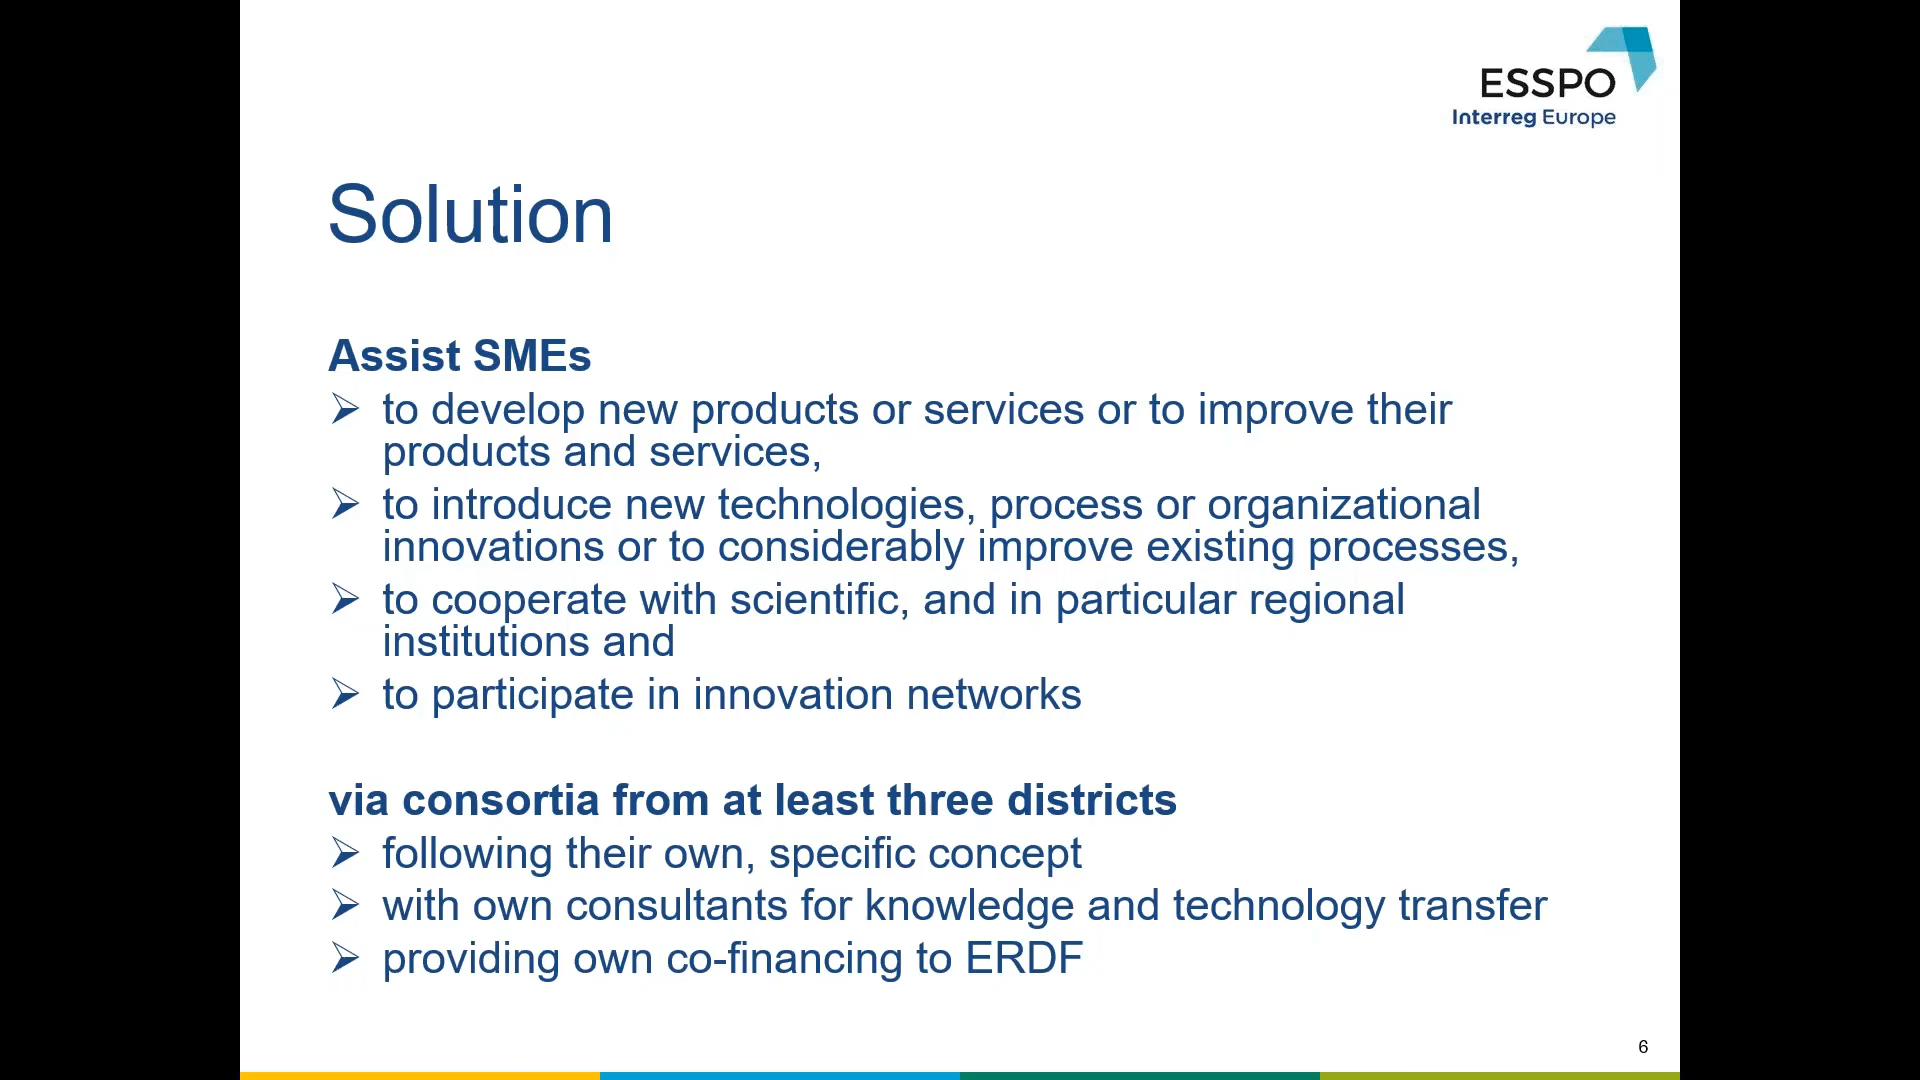 ESSPO
Interreg Europe
Solution
Assist SMEs
➢ to develop new products or services or to improve their
products and services,
➢ to introduce new technologies, process or organizational
innovations or to considerably improve existing processes,
➢ to cooperate with scientific, and in particular regional
institutions and
➢ to participate in innovation networks
via consortia from at least three districts
➢ following their own, specific concept
➢ with own consultants for knowledge and technology transfer
➢ providing own co-financing to ERDF
6